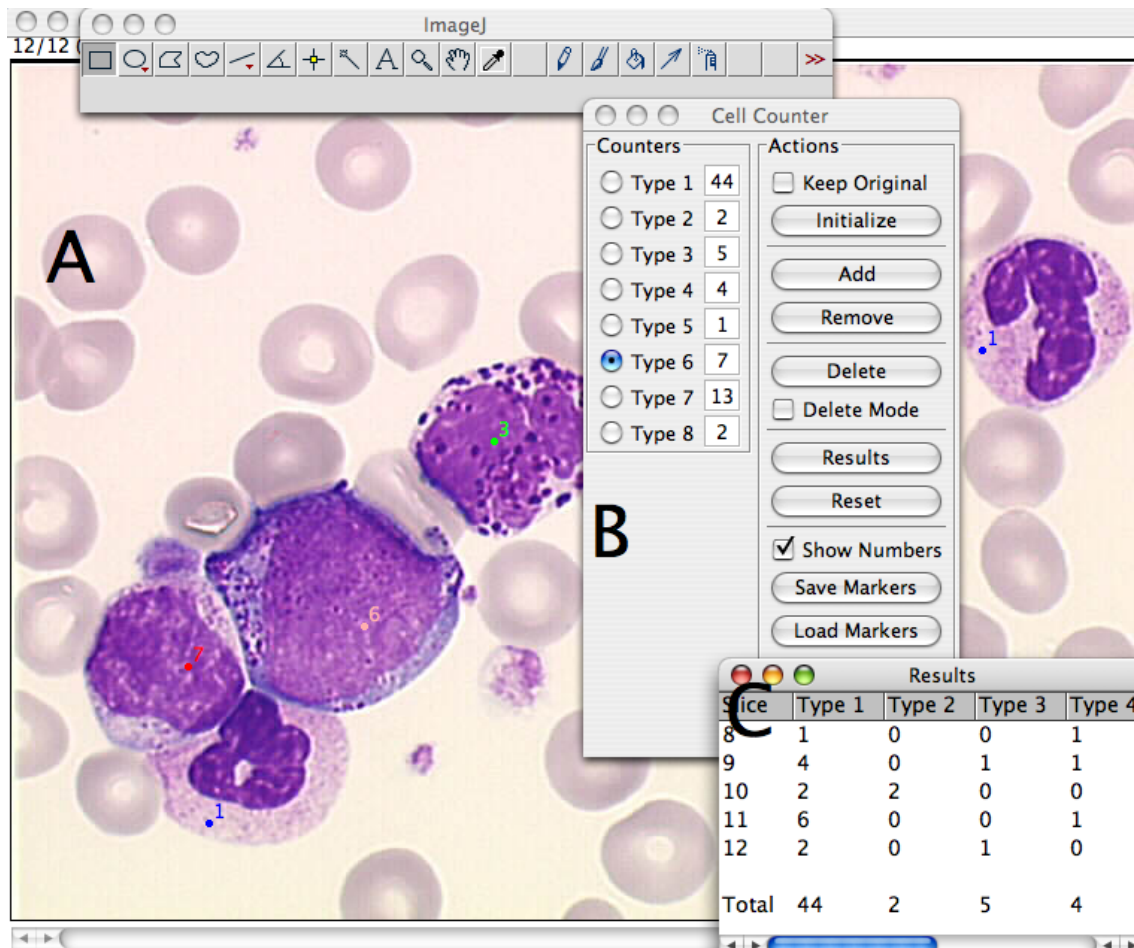 ImageJ
12/12 (
A
>>
Cell Counter
Counters
Type 1 44
Type 2 2
Type 3 5
Type 4 4
Type 5 1
Type 6 7
Type 7 13
Type 8 2
Actions
Keep Original
Initialize
Add
Remove
Delete
Delete Mode
Results
Reset
Show Numbers
Save Markers
Load Markers
A
B
1
3
6
7
1
Results
C
Slice Type 1 Type 2 Type 3 Type 4
8 1 0 0 1
9 4 0 1 1
10 2 2 0 0
11 6 0 0 1
12 2 0 1 0
Total 44 2 5 4